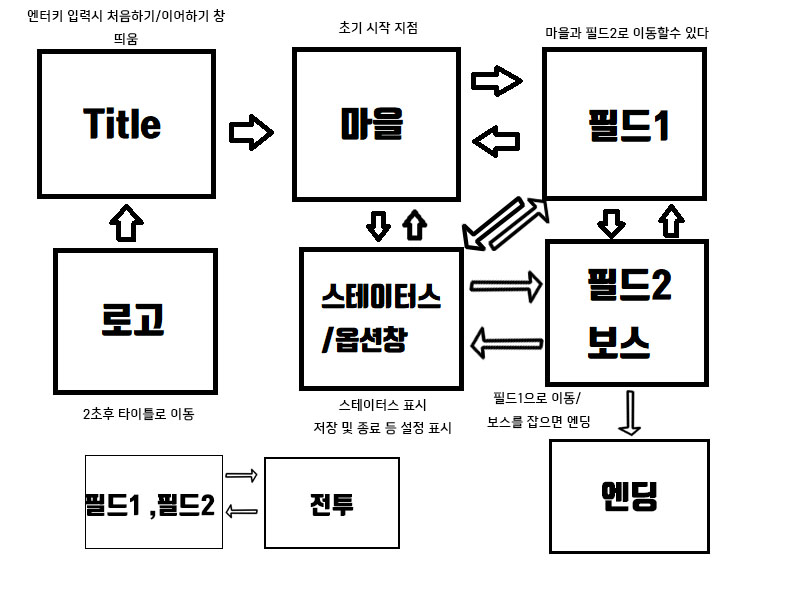 엔터키 입력시 처음하기/이어하기 창
띄움
초기 시작 지점
마을과 필드2로 이동할수 있다
Title
마을
필드1
로고
스테이터스
/옵션창
필드2
보스
2초후 타이틀로 이동
스테이터스 표시
저장 및 종료 등 설정 표시
필드1으로 이동/
보스를 잡으면 엔딩
필드1 ,필드2
전투
엔딩